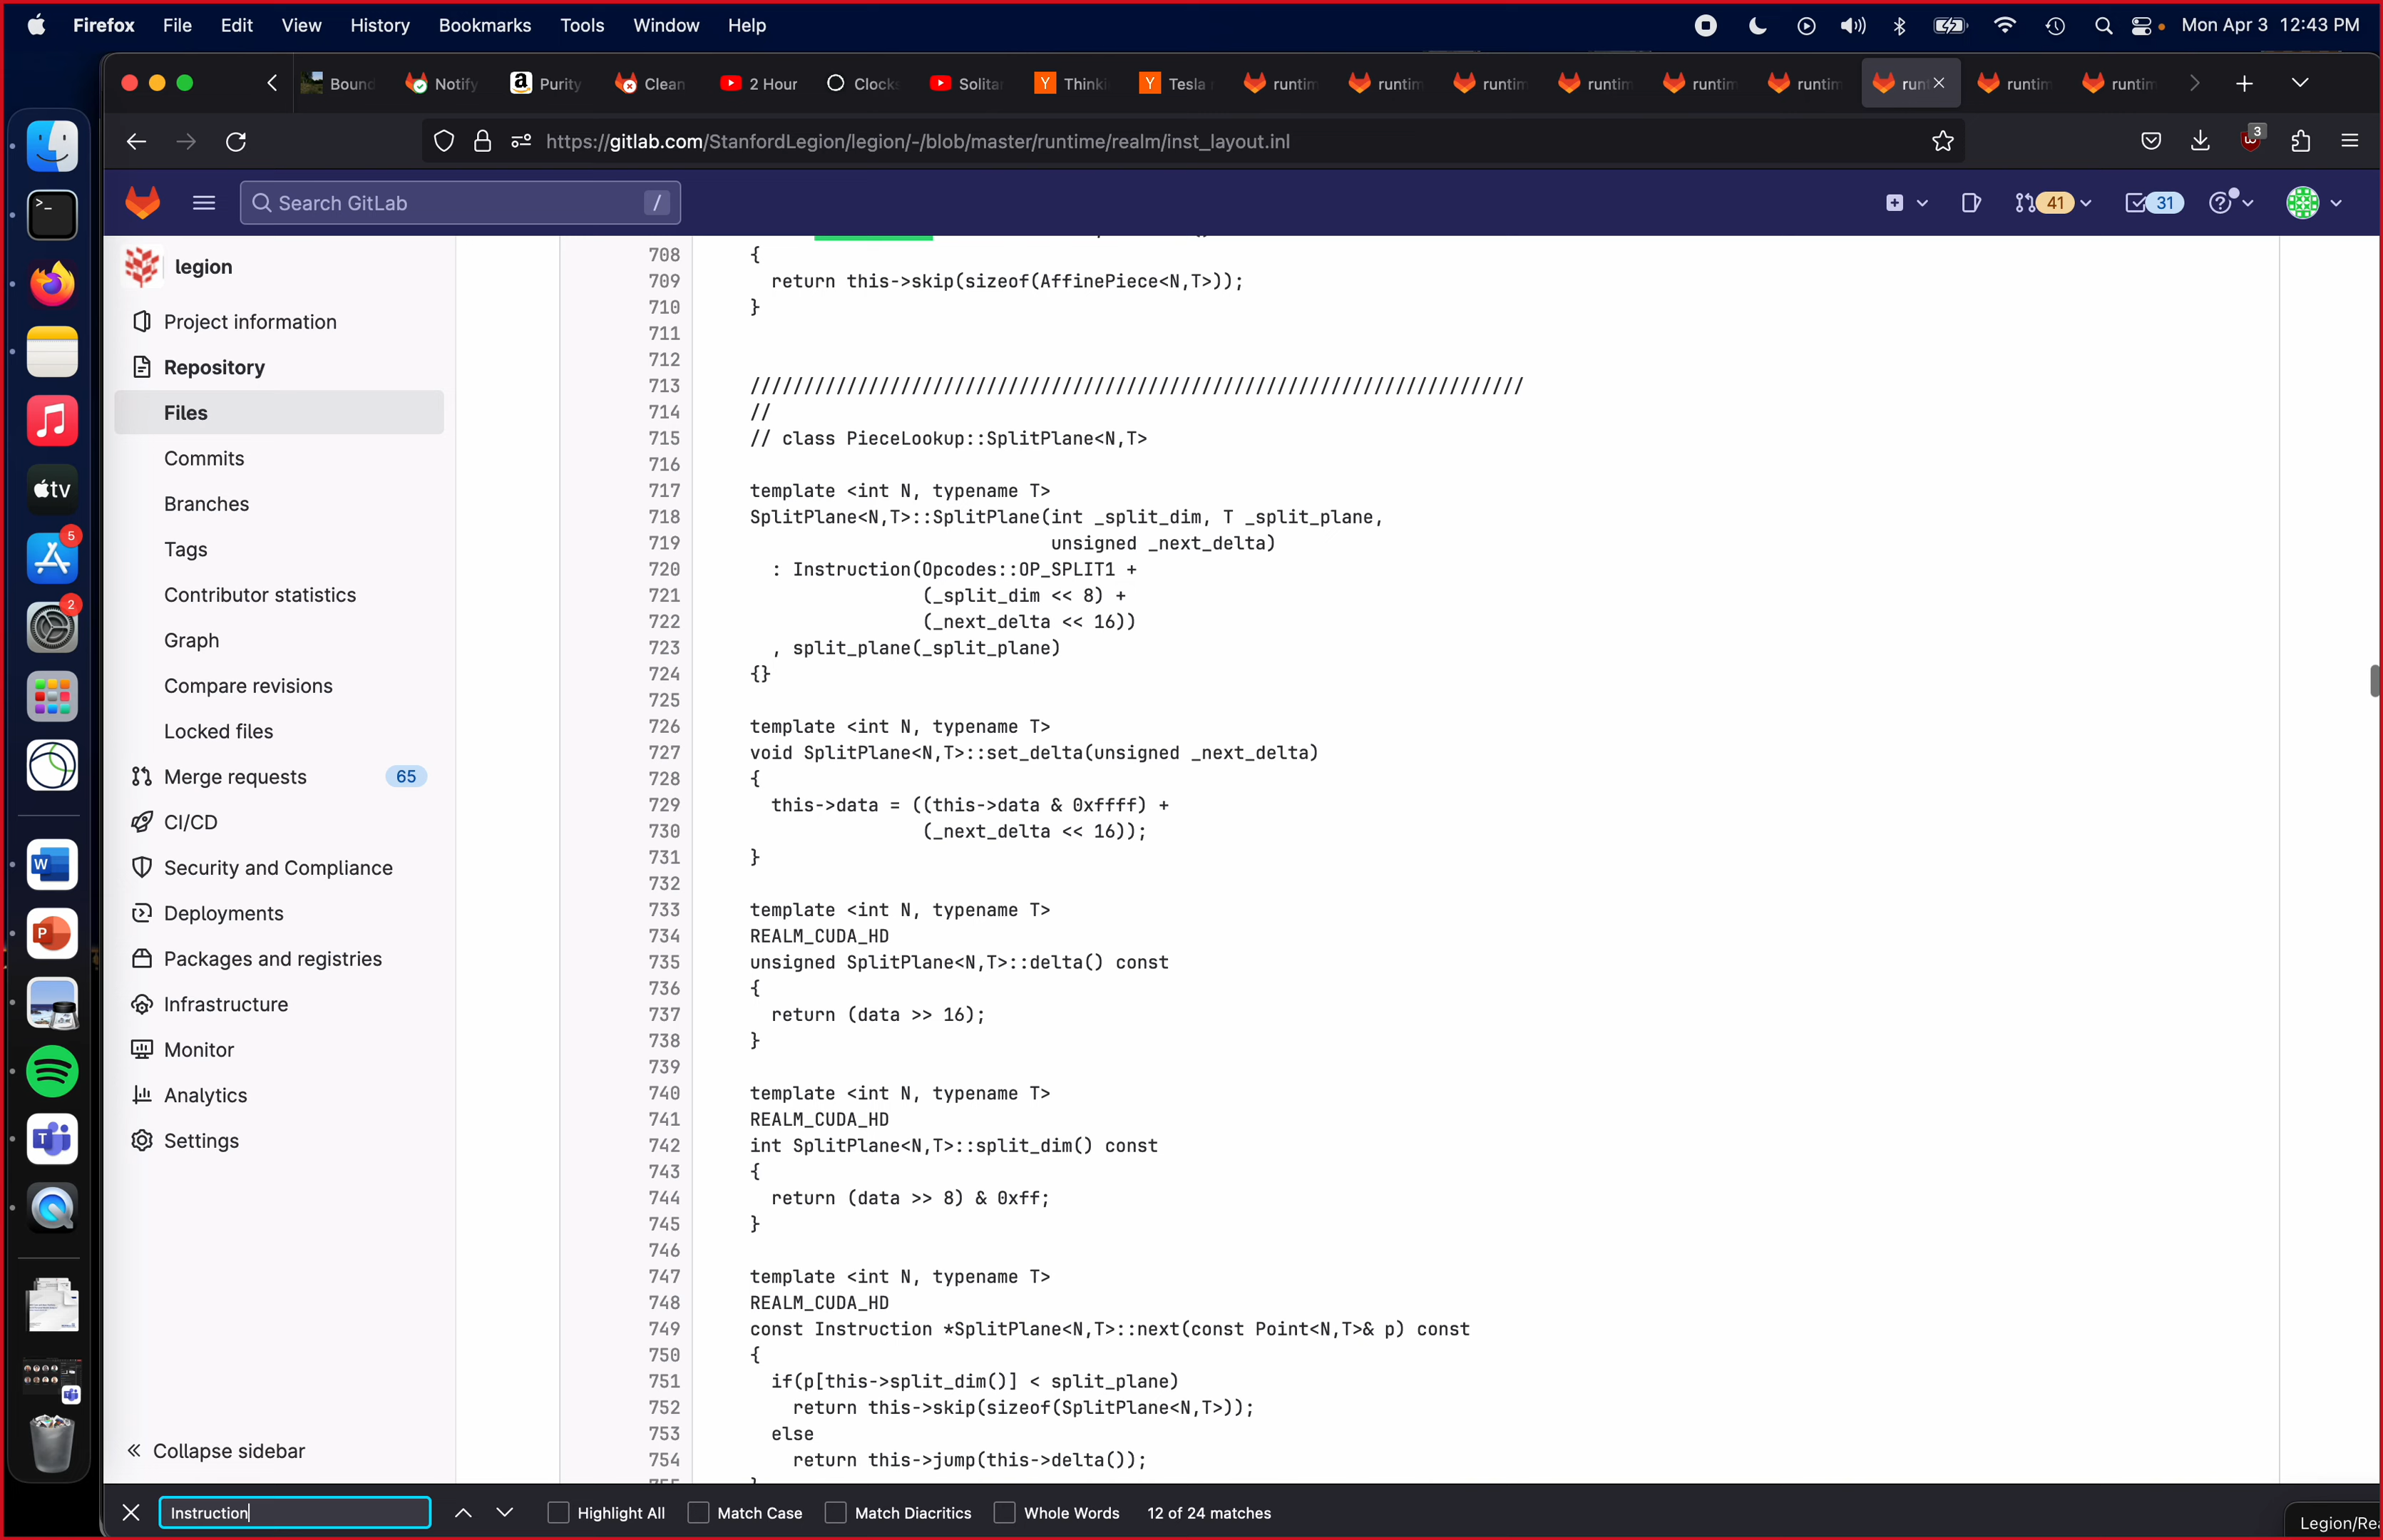 Firefox File Edit View History Bookmarks Tools Window Help
Mon Apr 3 12:43 PM
Bound Notify Purity Clean 2 Hour Clock Solita Think Tesla runtim runtim runtim runtim runtim runtim run runtim runtim
https://gitlab.com/StanfordLegion/legion/-/blob/master/runtime/realm/inst_layout.inl
3
Search GitLab /
41 31
legion
Project information
Repository
Files
Commits
Branches
Tags
Contributor statistics
Graph
Compare revisions
Locked files
Merge requests 65
CI/CD
Security and Compliance
Deployments
Packages and registries
Infrastructure
Monitor
Analytics
Settings
Collapse sidebar
>_
tv
5
2
W
P
T
708 {
709 return this->skip(sizeof(AffinePiece<N,T>));
710 }
711
712
713 ////////////////////////////////////////////////////////////////////////
714 //
715 // class PieceLookup::SplitPlane<N,T>
716
717 template <int N, typename T>
718 SplitPlane<N,T>::SplitPlane(int _split_dim, T _split_plane,
719 unsigned _next_delta)
720 : Instruction(Opcodes::OP_SPLIT1 +
721 (_split_dim << 8) +
722 (_next_delta << 16))
723 , split_plane(_split_plane)
724 {}
725
726 template <int N, typename T>
727 void SplitPlane<N,T>::set_delta(unsigned _next_delta)
728 {
729 this->data = ((this->data & 0xffff) +
730 (_next_delta << 16));
731 }
732
733 template <int N, typename T>
734 REALM_CUDA_HD
735 unsigned SplitPlane<N,T>::delta() const
736 {
737 return (data >> 16);
738 }
739
740 template <int N, typename T>
741 REALM_CUDA_HD
742 int SplitPlane<N,T>::split_dim() const
743 {
744 return (data >> 8) & 0xff;
745 }
746
747 template <int N, typename T>
748 REALM_CUDA_HD
749 const Instruction *SplitPlane<N,T>::next(const Point<N,T>& p) const
750 {
751 if(p[this->split_dim()] < split_plane)
752 return this->skip(sizeof(SplitPlane<N,T>));
753 else
754 return this->jump(this->delta());
Instruction
Highlight All Match Case Match Diacritics Whole Words 12 of 24 matches
Legion/Rea